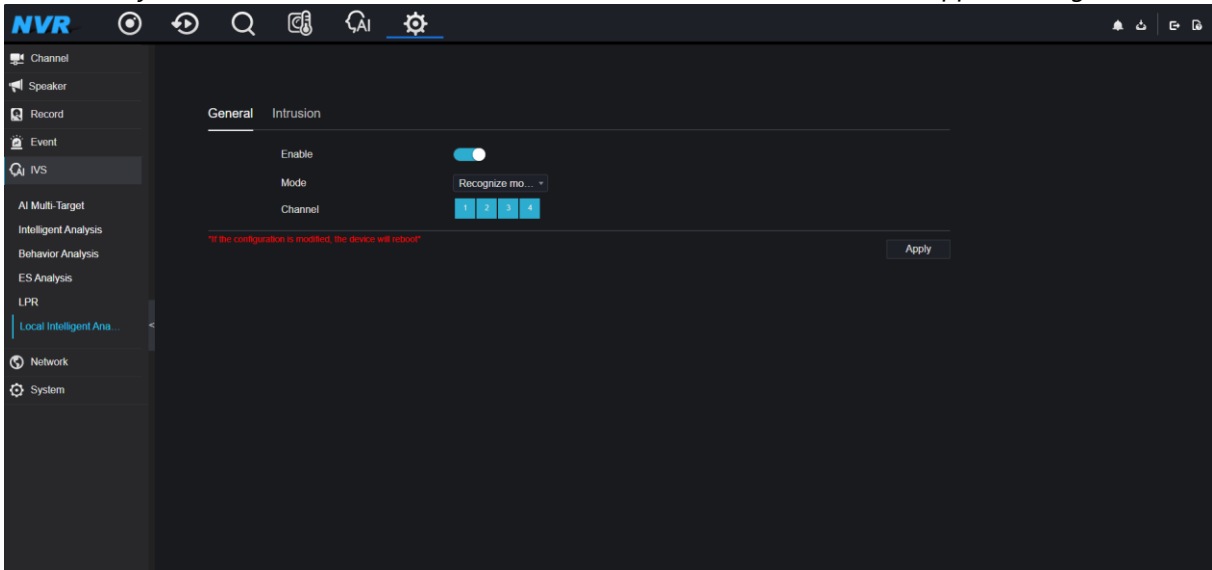 NVR
AI
Channel
Speaker
Record
Event
AI IVS
AI Multi-Target
Intelligent Analysis
Behavior Analysis
ES Analysis
LPR
Local Intelligent Ana...
<
Network
System
General Intrusion
Enable
Mode Recognize mo...
Channel 1 2 3 4
*If the configuration is modified, the device will reboot*
Apply